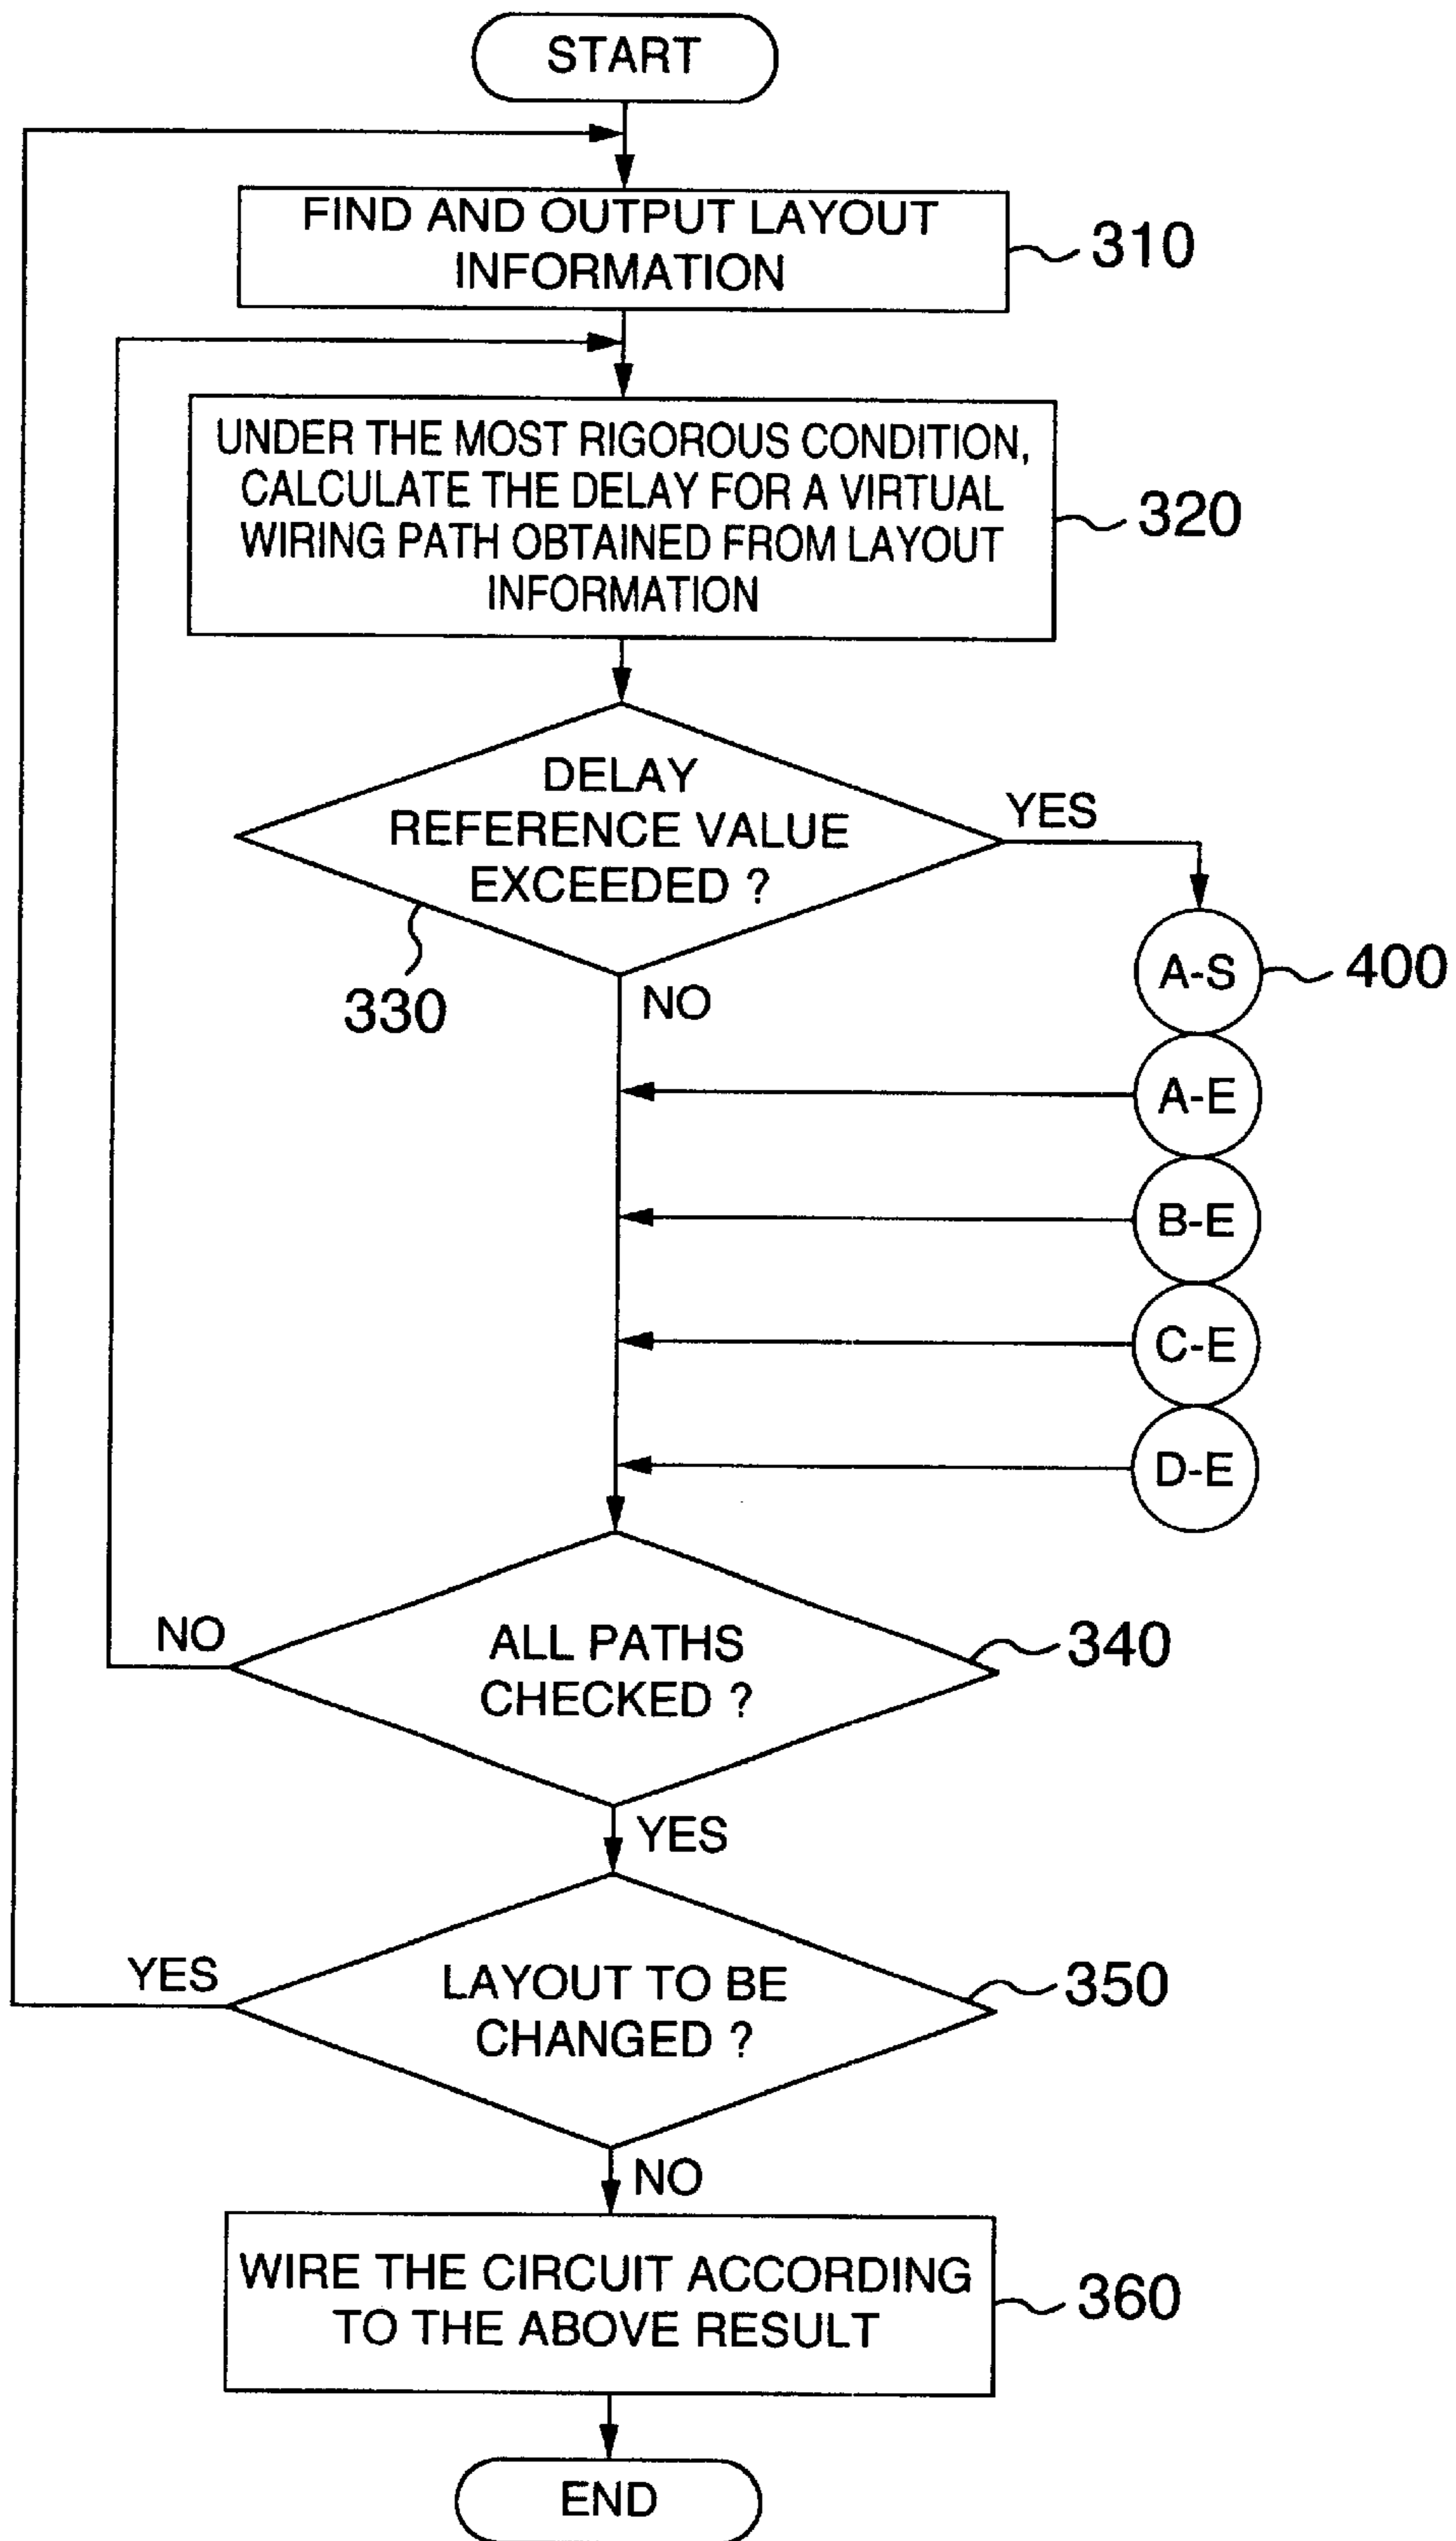 START
FIND AND OUTPUT LAYOUT
INFORMATION
310
UNDER THE MOST RIGOROUS CONDITION,
CALCULATE THE DELAY FOR A VIRTUAL
WIRING PATH OBTAINED FROM LAYOUT
INFORMATION
320
DELAY
REFERENCE VALUE
EXCEEDED ?
YES
330
NO
A-S
400
A-E
B-E
C-E
D-E
NO
ALL PATHS
CHECKED ?
340
YES
YES
LAYOUT TO BE
CHANGED ?
350
NO
WIRE THE CIRCUIT ACCORDING
TO THE ABOVE RESULT
360
END